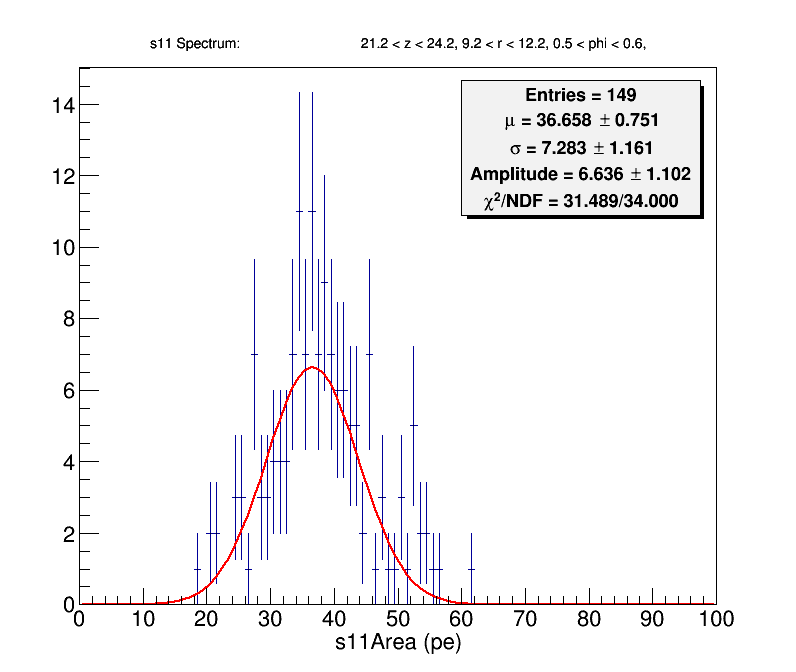 s11 Spectrum: 21.2 < z < 24.2, 9.2 < r < 12.2, 0.5 < phi < 0.6,
Entries = 149
μ = 36.658 ± 0.751
σ = 7.283 ± 1.161
Amplitude = 6.636 ± 1.102
χ²/NDF = 31.489/34.000
14
12
10
8
6
4
2
0
0 10 20 30 40 50 60 70 80 90 100
s11Area (pe)